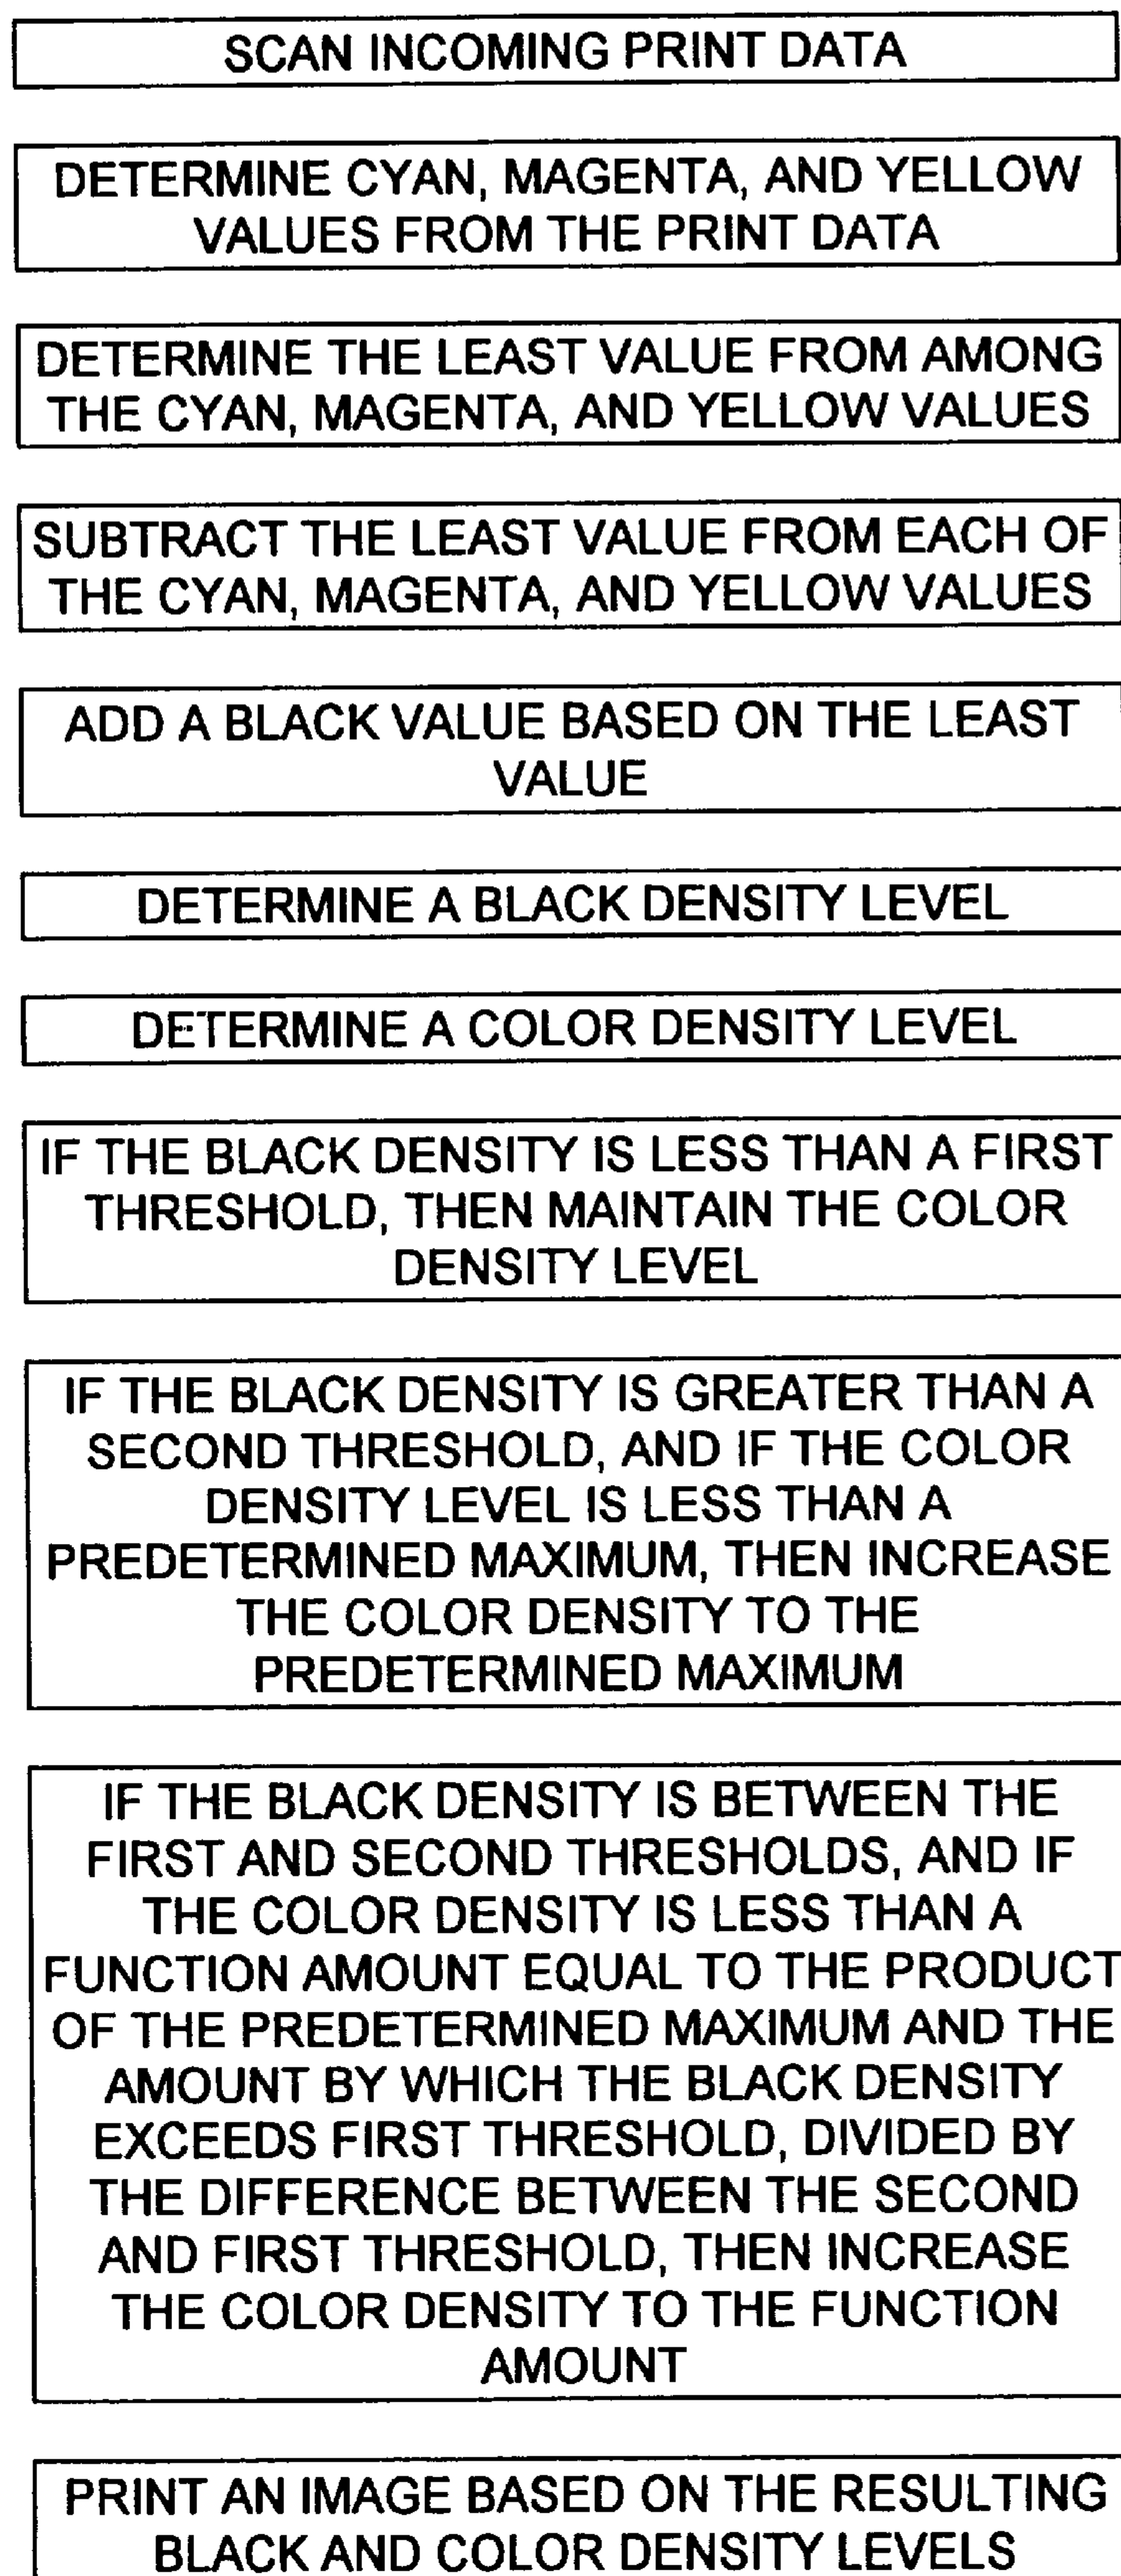 SCAN INCOMING PRINT DATA
DETERMINE CYAN, MAGENTA, AND YELLOW
VALUES FROM THE PRINT DATA
DETERMINE THE LEAST VALUE FROM AMONG
THE CYAN, MAGENTA, AND YELLOW VALUES
SUBTRACT THE LEAST VALUE FROM EACH OF
THE CYAN, MAGENTA, AND YELLOW VALUES
ADD A BLACK VALUE BASED ON THE LEAST
VALUE
DETERMINE A BLACK DENSITY LEVEL
DETERMINE A COLOR DENSITY LEVEL
IF THE BLACK DENSITY IS LESS THAN A FIRST
THRESHOLD, THEN MAINTAIN THE COLOR
DENSITY LEVEL
IF THE BLACK DENSITY IS GREATER THAN A
SECOND THRESHOLD, AND IF THE COLOR
DENSITY LEVEL IS LESS THAN A
PREDETERMINED MAXIMUM, THEN INCREASE
THE COLOR DENSITY TO THE
PREDETERMINED MAXIMUM
IF THE BLACK DENSITY IS BETWEEN THE
FIRST AND SECOND THRESHOLDS, AND IF
THE COLOR DENSITY IS LESS THAN A
FUNCTION AMOUNT EQUAL TO THE PRODUCT
OF THE PREDETERMINED MAXIMUM AND THE
AMOUNT BY WHICH THE BLACK DENSITY
EXCEEDS FIRST THRESHOLD, DIVIDED BY
THE DIFFERENCE BETWEEN THE SECOND
AND FIRST THRESHOLD, THEN INCREASE
THE COLOR DENSITY TO THE FUNCTION
AMOUNT
PRINT AN IMAGE BASED ON THE RESULTING
BLACK AND COLOR DENSITY LEVELS